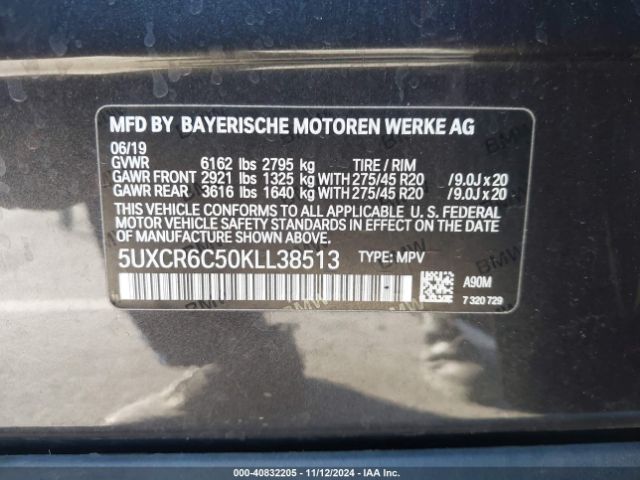 MFD BY BAYERISCHE MOTOREN WERKE AG
06/19
GVWR 6162 lbs 2795 kg TIRE / RIM
GAWR FRONT 2921 lbs 1325 kg WITH 275/45 R20 /9.0J x 20
GAWR REAR 3616 lbs 1640 kg WITH 275/45 R20 /9.0J x 20
THIS VEHICLE CONFORMS TO ALL APPLICABLE U. S. FEDERAL
MOTOR VEHICLE SAFETY STANDARDS IN EFFECT ON THE DATE
OF MANUFACTURE SHOWN ABOVE.
5UXCR6C50KLL38513 TYPE: MPV
A90M
7 320 729
000-40832205 - 11/12/2024 - IAA Inc.